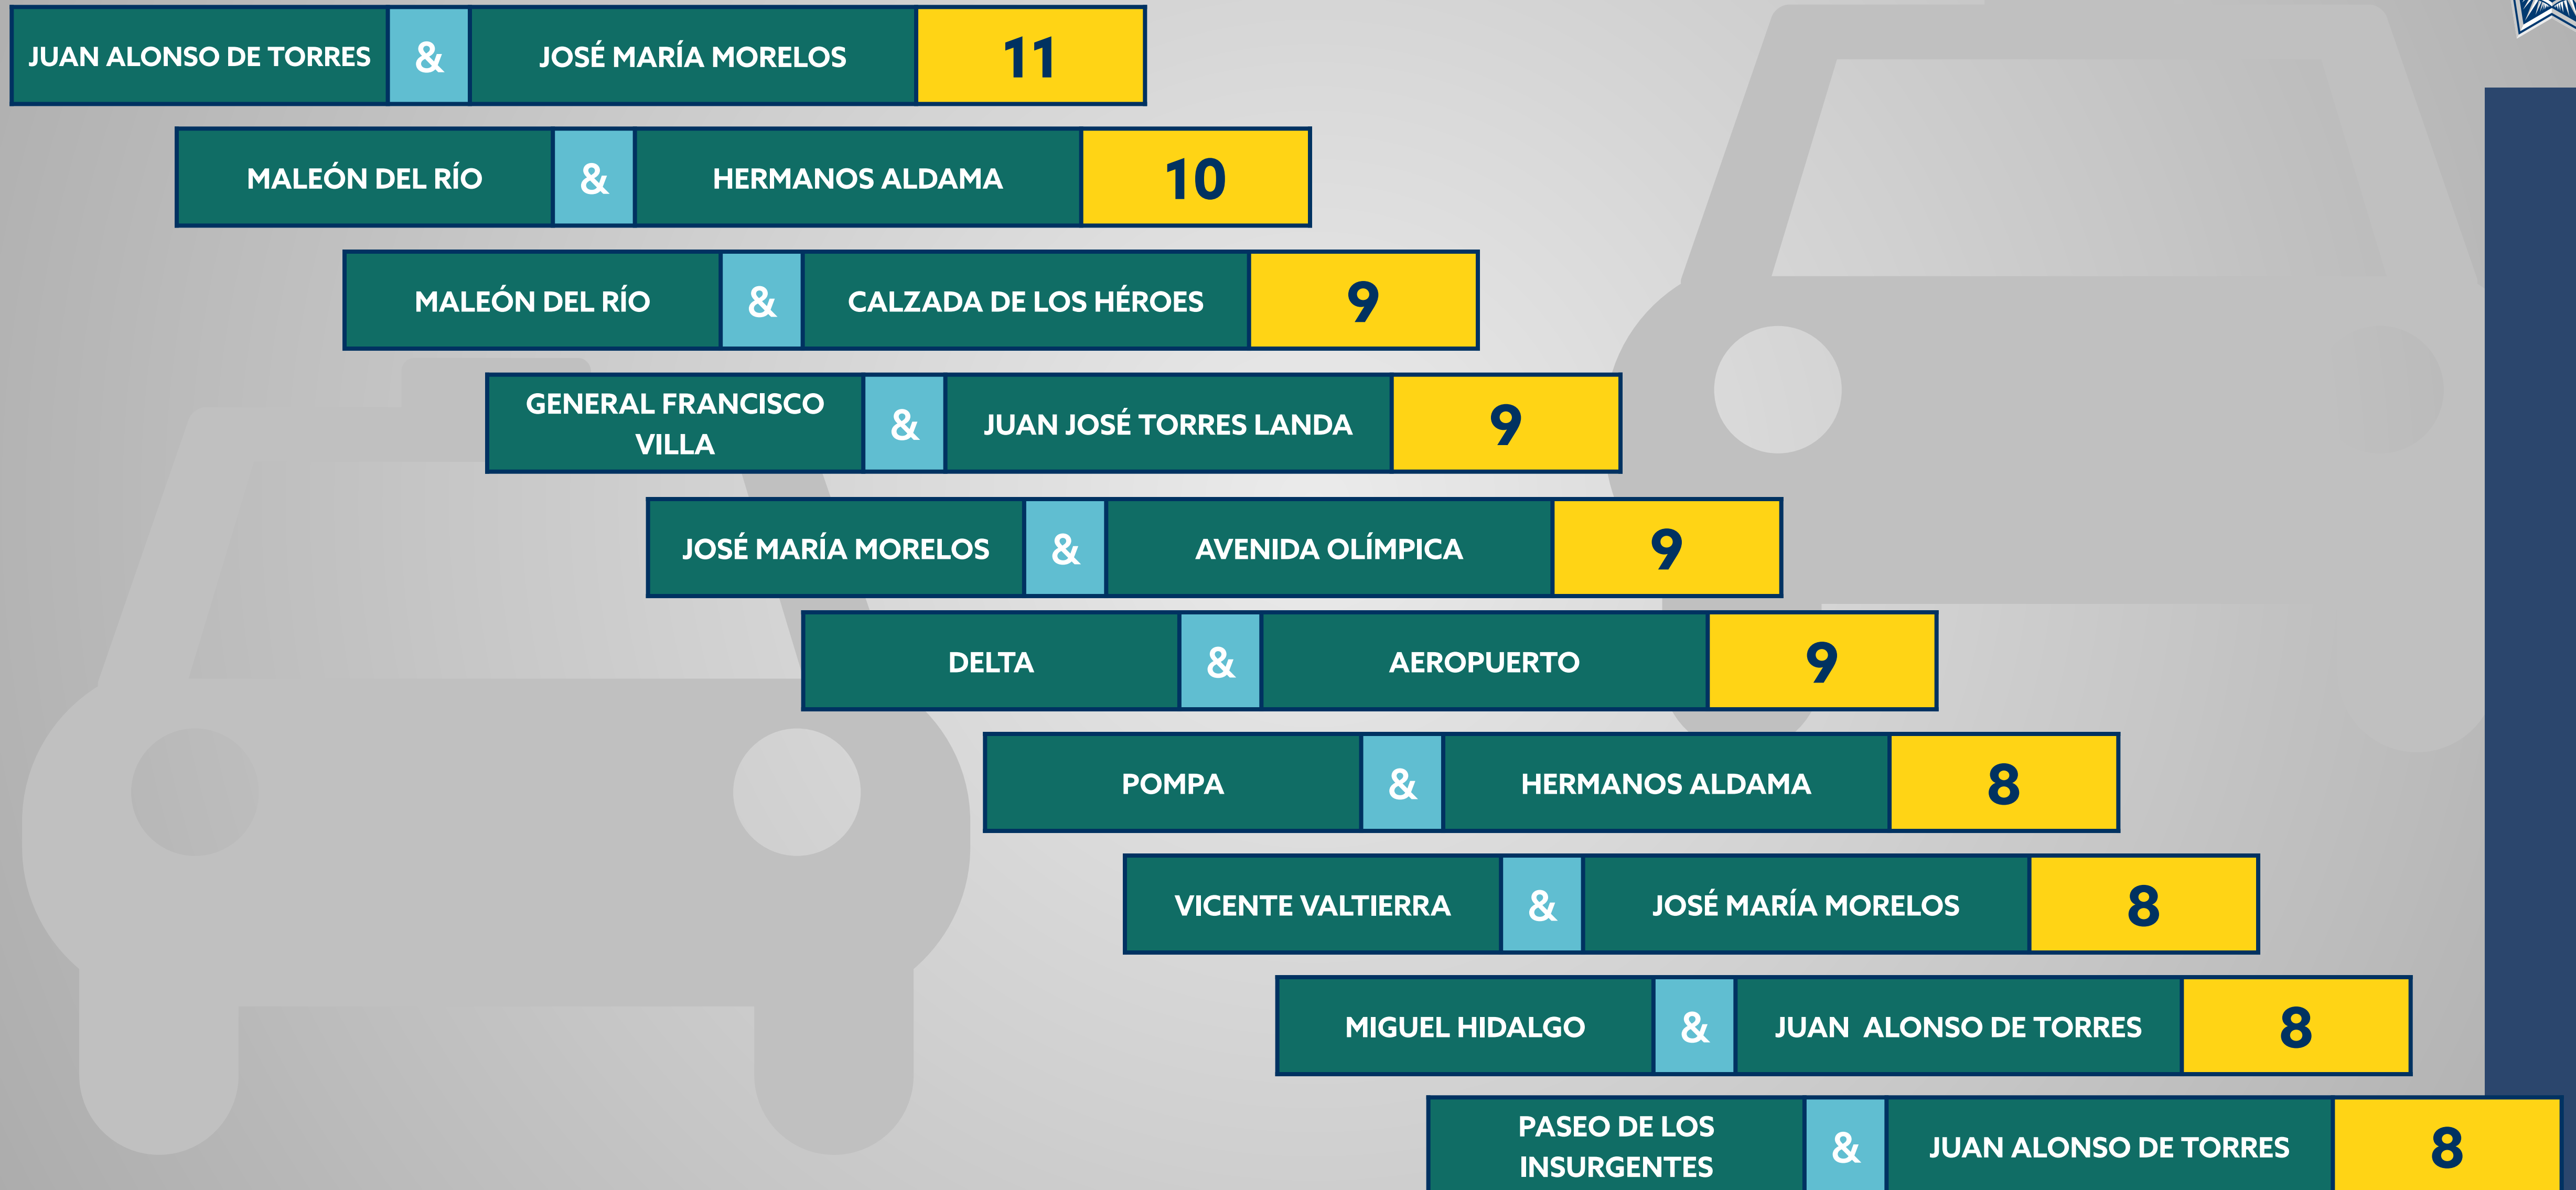 JUAN ALONSO DE TORRES & JOSÉ MARÍA MORELOS 11
MALEÓN DEL RÍO & HERMANOS ALDAMA 10
MALEÓN DEL RÍO & CALZADA DE LOS HÉROES 9
GENERAL FRANCISCO
VILLA & JUAN JOSÉ TORRES LANDA 9
JOSÉ MARÍA MORELOS & AVENIDA OLÍMPICA 9
DELTA & AEROPUERTO 9
POMPA & HERMANOS ALDAMA 8
VICENTE VALTIERRA & JOSÉ MARÍA MORELOS 8
MIGUEL HIDALGO & JUAN  ALONSO DE TORRES 8
PASEO DE LOS
INSURGENTES & JUAN ALONSO DE TORRES 8